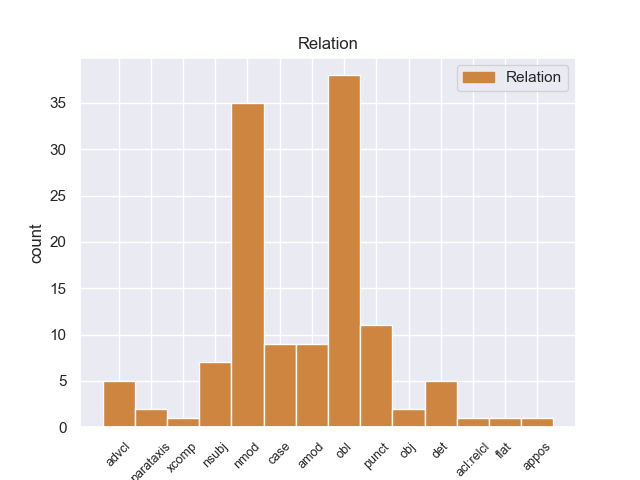 Relation
Relation
count
35
30
25
20
15
10
5
0
advcl
parataxis
xcomp
nsubj
nmod
case
amod
obl
punct
obj
det
acl:relcl
flat
appos